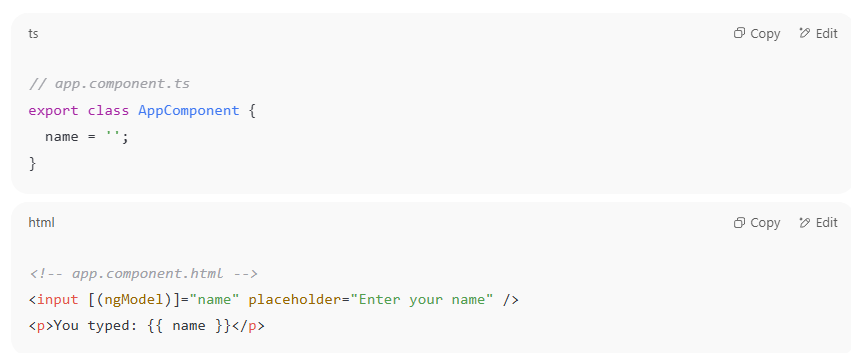 ts
Copy
Edit
// app.component.ts
export class AppComponent {
  name = '';
}
html
Copy
Edit
<!-- app.component.html -->
<input [(ngModel)]="name" placeholder="Enter your name" />
<p>You typed: {{ name }}</p>